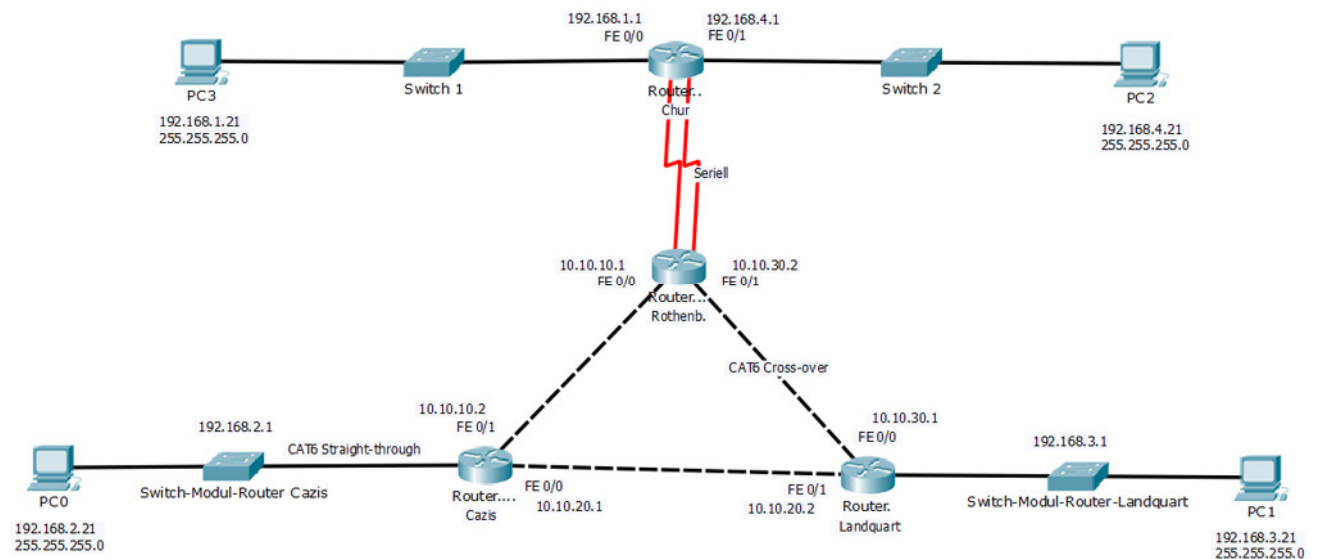 192.168.1.1
192.168.4.1
FE 0/0
FE 0/1
PC3
Switch 1
Router..
Chur
Switch 2
PC2
192.168.1.21
255.255.255.0
192.168.4.21
255.255.255.0
Seriell
10.10.10.1
FE 0/0
10.10.30.2
FE 0/1
Router....
Rothenb.
CAT6 Cross-over
10.10.10.2
FE 0/1
10.10.30.1
FE 0/0
192.168.2.1
CAT6 Straight-through
192.168.3.1
PC0
Switch-Modul-Router Cazis
Router....
Cazis
FE 0/0
10.10.20.1
FE 0/1
10.10.20.2
Router.
Landquart
Switch-Modul-Router-Landquart
PC1
192.168.2.21
255.255.255.0
192.168.3.21
255.255.255.0